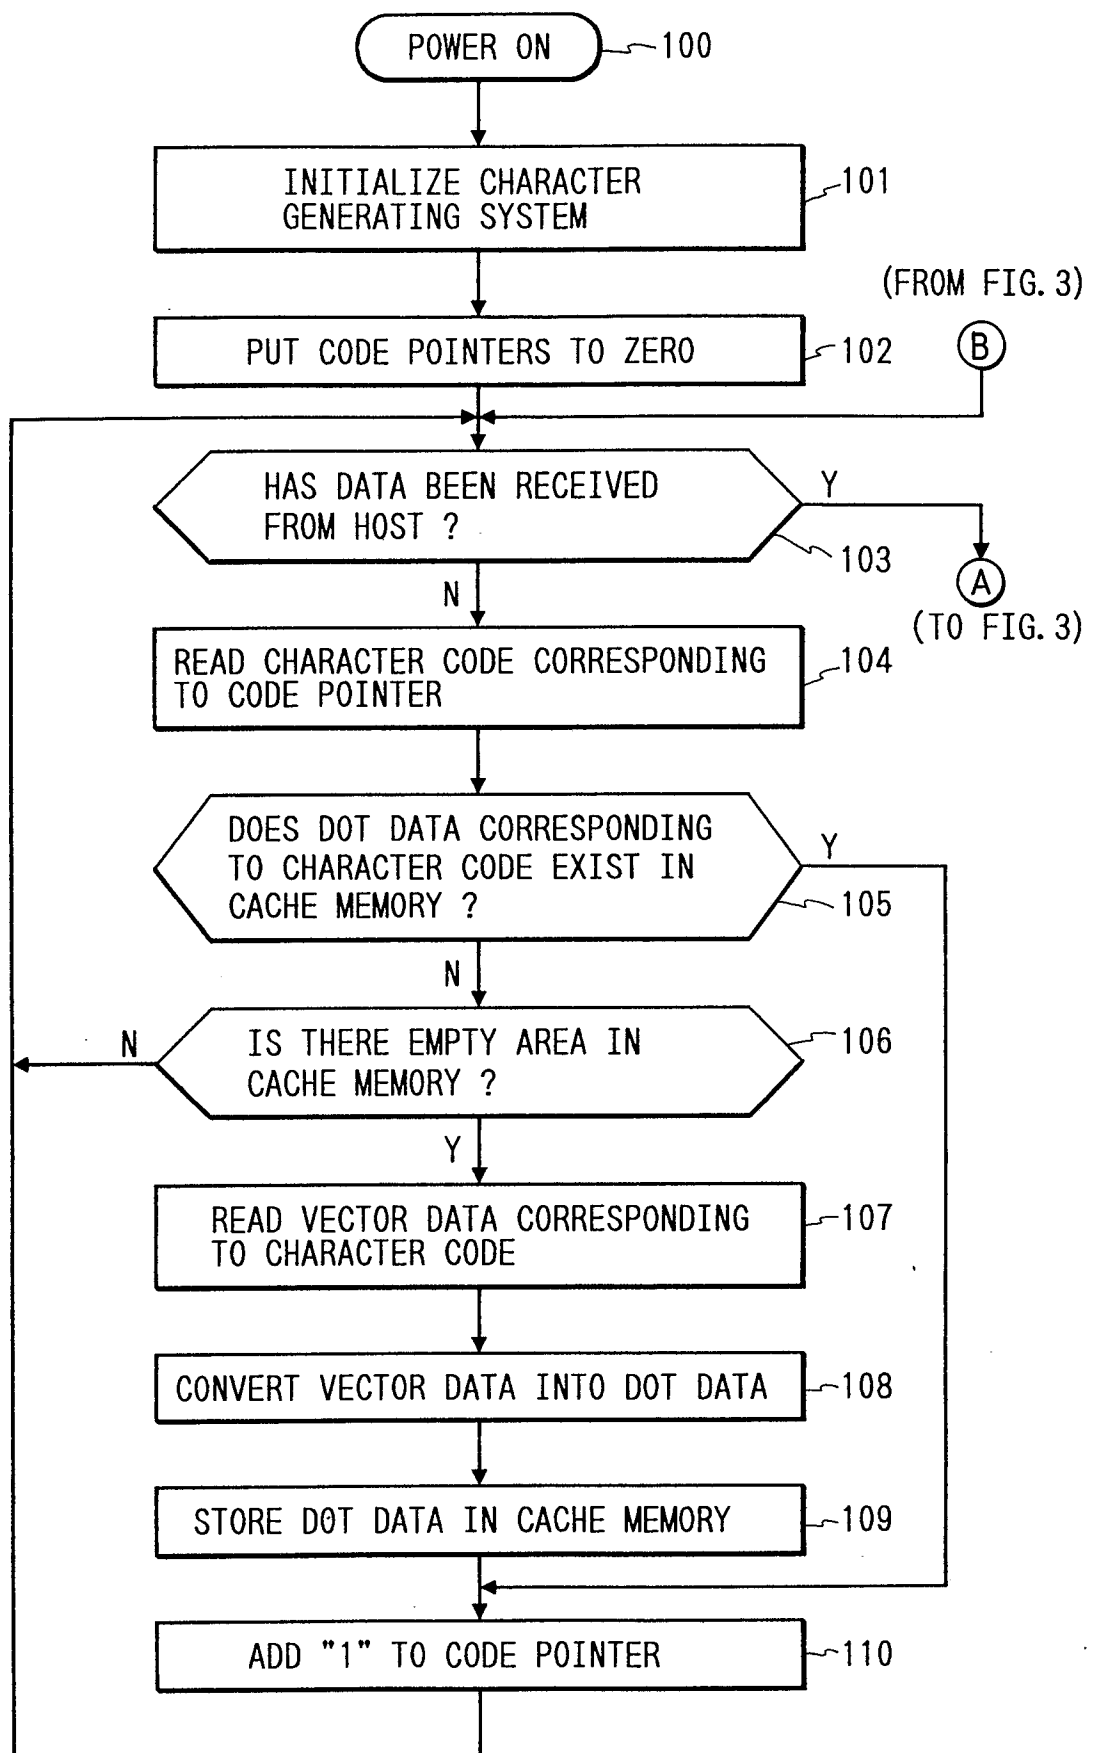 POWER ON
100
INITIALIZE CHARACTER
GENERATING SYSTEM
101
(FROM FIG. 3)
PUT CODE POINTERS TO ZERO
102
B
HAS DATA BEEN RECEIVED
FROM HOST ?
Y
103
A
(TO FIG. 3)
N
READ CHARACTER CODE CORRESPONDING
TO CODE POINTER
104
DOES DOT DATA CORRESPONDING
TO CHARACTER CODE EXIST IN
CACHE MEMORY ?
Y
105
N
IS THERE EMPTY AREA IN
CACHE MEMORY ?
106
N
Y
READ VECTOR DATA CORRESPONDING
TO CHARACTER CODE
107
CONVERT VECTOR DATA INTO DOT DATA
108
STORE DOT DATA IN CACHE MEMORY
109
ADD "1" TO CODE POINTER
110